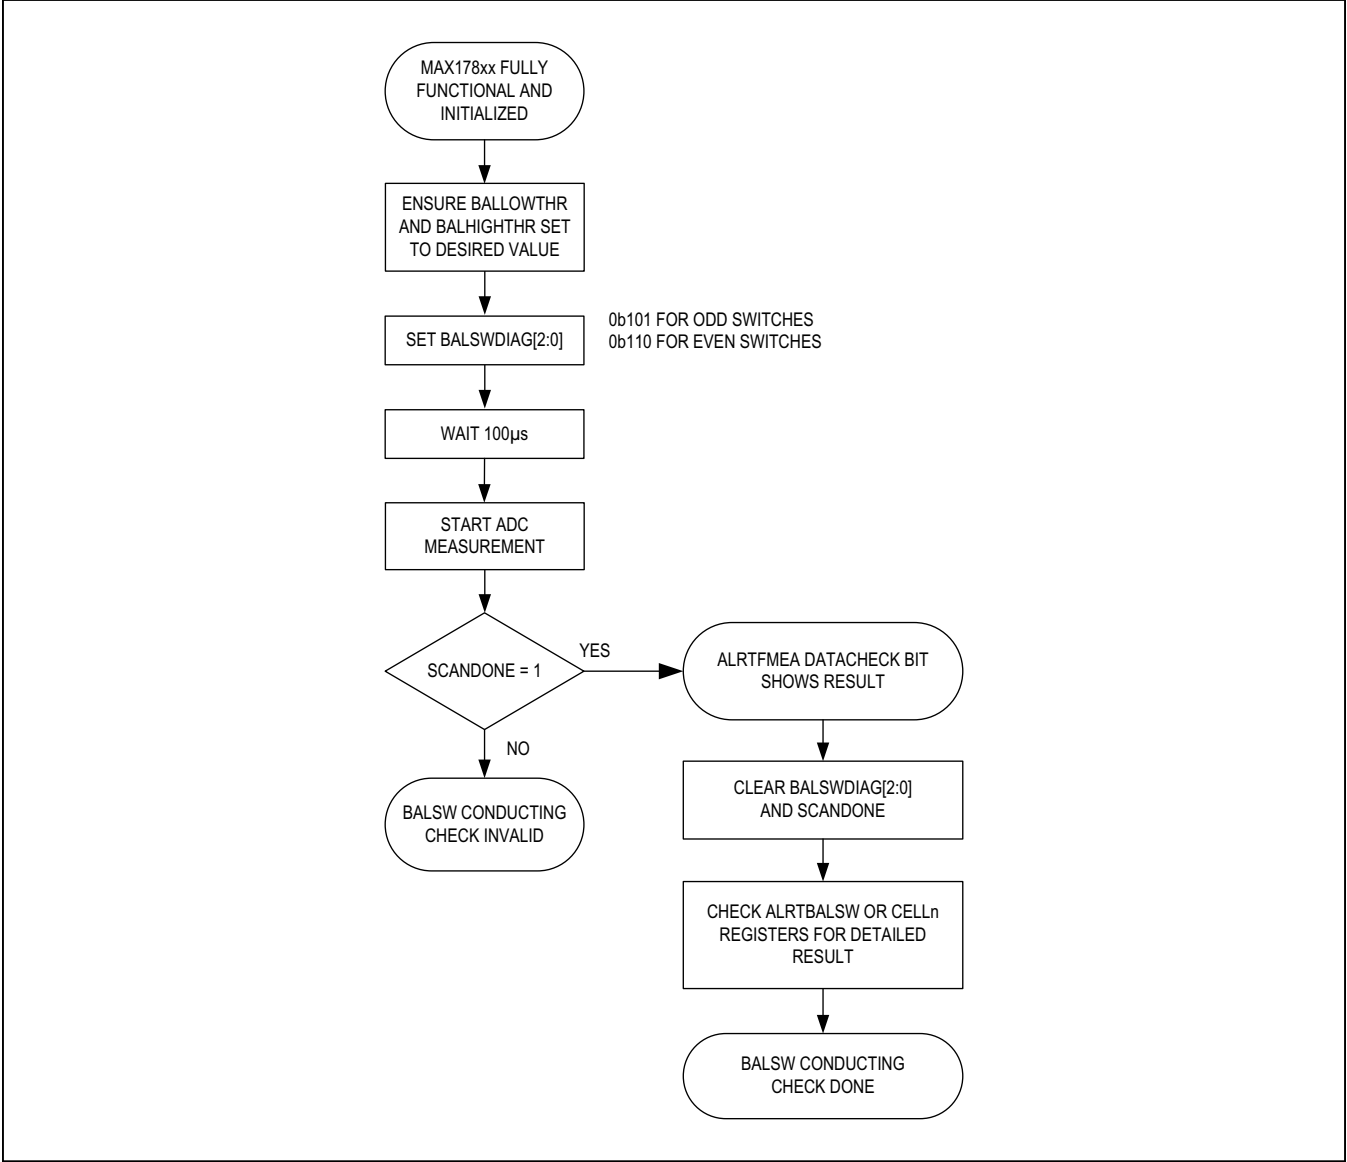 MAX178xx FULLY
FUNCTIONAL AND
INITIALIZED
ENSURE BALLOWTHR
AND BALHIGHTHR SET
TO DESIRED VALUE
SET BALSWDIAG[2:0]
0b101 FOR ODD SWITCHES
0b110 FOR EVEN SWITCHES
WAIT 100µs
START ADC
MEASUREMENT
SCANDONE = 1
YES
NO
BALSW CONDUCTING
CHECK INVALID
ALRTFMEA DATACHECK BIT
SHOWS RESULT
CLEAR BALSWDIAG[2:0]
AND SCANDONE
CHECK ALRTBALSW OR CELLn
REGISTERS FOR DETAILED
RESULT
BALSW CONDUCTING
CHECK DONE